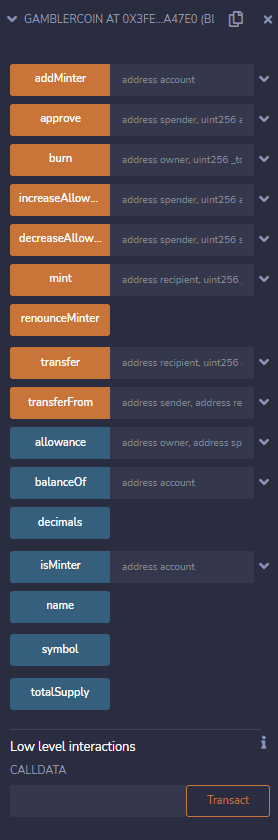 GAMBLERCOIN AT 0X3FE...A47E0 (BL
addMinter address account
approve address spender, uint256 a
burn address owner, uint256 _tc
increaseAllow... address spender, uint256 a
decreaseAllow... address spender, uint256 s
mint address recipient, uint256 _
renounceMinter
transfer address recipient, uint256
transferFrom address sender, address re
allowance address owner, address sp
balanceOf address account
decimals
isMinter address account
name
symbol
totalSupply
Low level interactions
CALLDATA
Transact